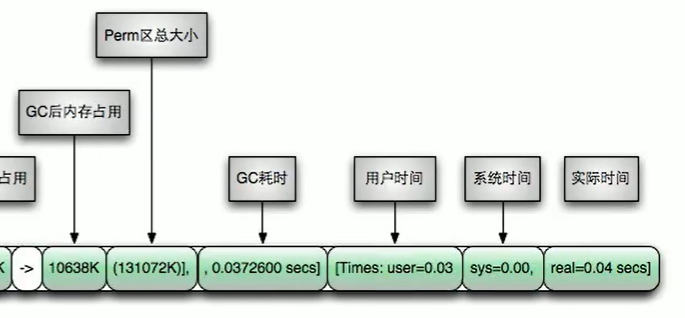 Perm区总大小
GC后内存占用
占用
GC耗时
用户时间
系统时间
实际时间
K
->
10638K
(131072K)],
, 0.0372600 secs]
[Times: user=0.03
sys=0.00,
real=0.04 secs]